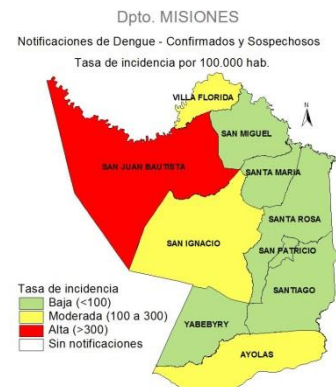 Dpto. MISIONES
Notificaciones de Dengue - Confirmados y Sospechosos
Tasa de incidencia por 100.000 hab.
VILLA FLORIDA
N
SAN MIGUEL
SAN JUAN BAUTISTA
SANTA MARIA
SANTA ROSA
SAN IGNACIO
SAN PATRICIO
SANTIAGO
YABEBYRY
AYOLAS
Tasa de incidencia
Baja (<100)
Moderada (100 a 300)
Alta (>300)
Sin notificaciones